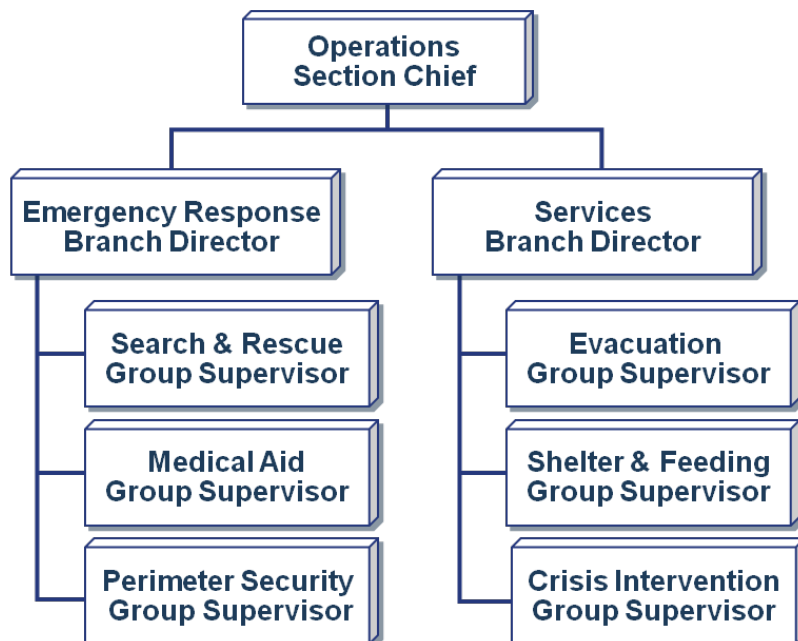 Operations
Section Chief
Emergency Response
Branch Director
Services
Branch Director
Search & Rescue
Group Supervisor
Medical Aid
Group Supervisor
Perimeter Security
Group Supervisor
Evacuation
Group Supervisor
Shelter & Feeding
Group Supervisor
Crisis Intervention
Group Supervisor